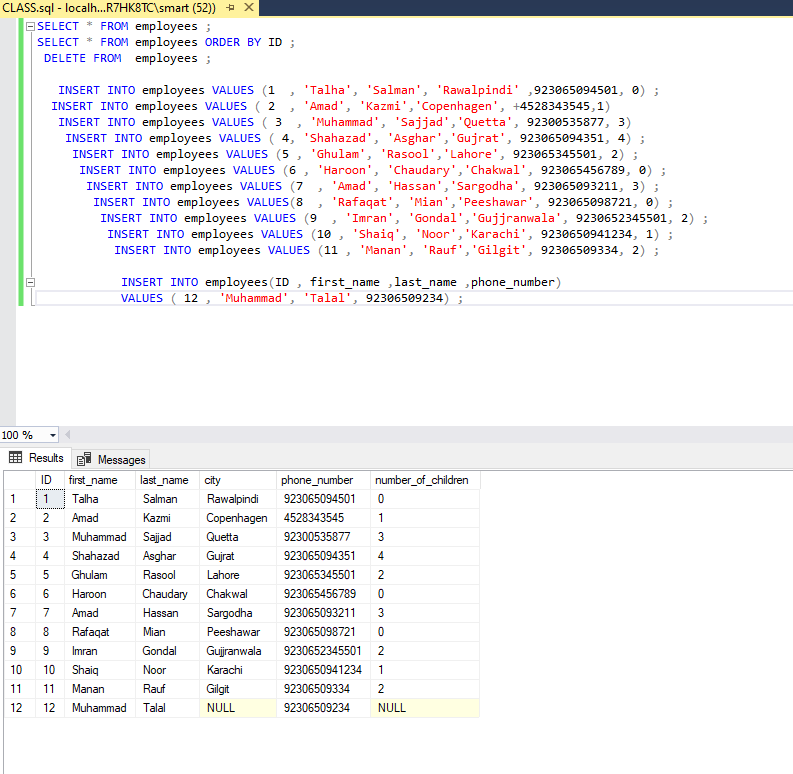 CLASS.sql - localh...R7HK8TC\smart (52))
SELECT * FROM employees ;
SELECT * FROM employees ORDER BY ID ;
DELETE FROM employees ;
INSERT INTO employees VALUES (1 , 'Talha', 'Salman', 'Rawalpindi' ,923065094501, 0) ;
INSERT INTO employees VALUES ( 2 , 'Amad', 'Kazmi','Copenhagen', +4528343545,1)
INSERT INTO employees VALUES ( 3 , 'Muhammad', 'Sajjad','Quetta', 92300535877, 3)
INSERT INTO employees VALUES ( 4, 'Shahazad', 'Asghar','Gujrat', 923065094351, 4) ;
INSERT INTO employees VALUES (5 , 'Ghulam', 'Rasool','Lahore', 923065345501, 2) ;
INSERT INTO employees VALUES (6 , 'Haroon', 'Chaudary','Chakwal', 923065456789, 0) ;
INSERT INTO employees VALUES (7 , 'Amad', 'Hassan','Sargodha', 923065093211, 3) ;
INSERT INTO employees VALUES(8 , 'Rafaqat', 'Mian','Peeshawar', 923065098721, 0) ;
INSERT INTO employees VALUES (9 , 'Imran', 'Gondal','Gujjranwala', 9230652345501, 2) ;
INSERT INTO employees VALUES (10 , 'Shaiq', 'Noor','Karachi', 9230650941234, 1) ;
INSERT INTO employees VALUES (11 , 'Manan', 'Rauf','Gilgit', 92306509334, 2) ;
INSERT INTO employees(ID , first_name ,last_name ,phone_number)
VALUES ( 12 , 'Muhammad', 'Talal', 92306509234) ;
100 %
Results Messages
ID first_name last_name city phone_number number_of_children
1 1 Talha Salman Rawalpindi 923065094501 0
2 2 Amad Kazmi Copenhagen 4528343545 1
3 3 Muhammad Sajjad Quetta 92300535877 3
4 4 Shahazad Asghar Gujrat 923065094351 4
5 5 Ghulam Rasool Lahore 923065345501 2
6 6 Haroon Chaudary Chakwal 923065456789 0
7 7 Amad Hassan Sargodha 923065093211 3
8 8 Rafaqat Mian Peeshawar 923065098721 0
9 9 Imran Gondal Gujjranwala 9230652345501 2
10 10 Shaiq Noor Karachi 9230650941234 1
11 11 Manan Rauf Gilgit 92306509334 2
12 12 Muhammad Talal NULL 92306509234 NULL